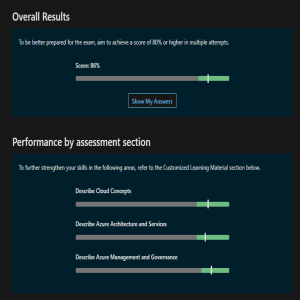 Overall Results
To be better prepared for the exam, aim to achieve a score of 80% or higher in multiple attempts.
Score: 86%
Show My Answers
Performance by assessment section
To further strengthen your skills in the following areas, refer to the Customized Learning Material section below.
Describe Cloud Concepts
Describe Azure Architecture and Services
Describe Azure Management and Governance